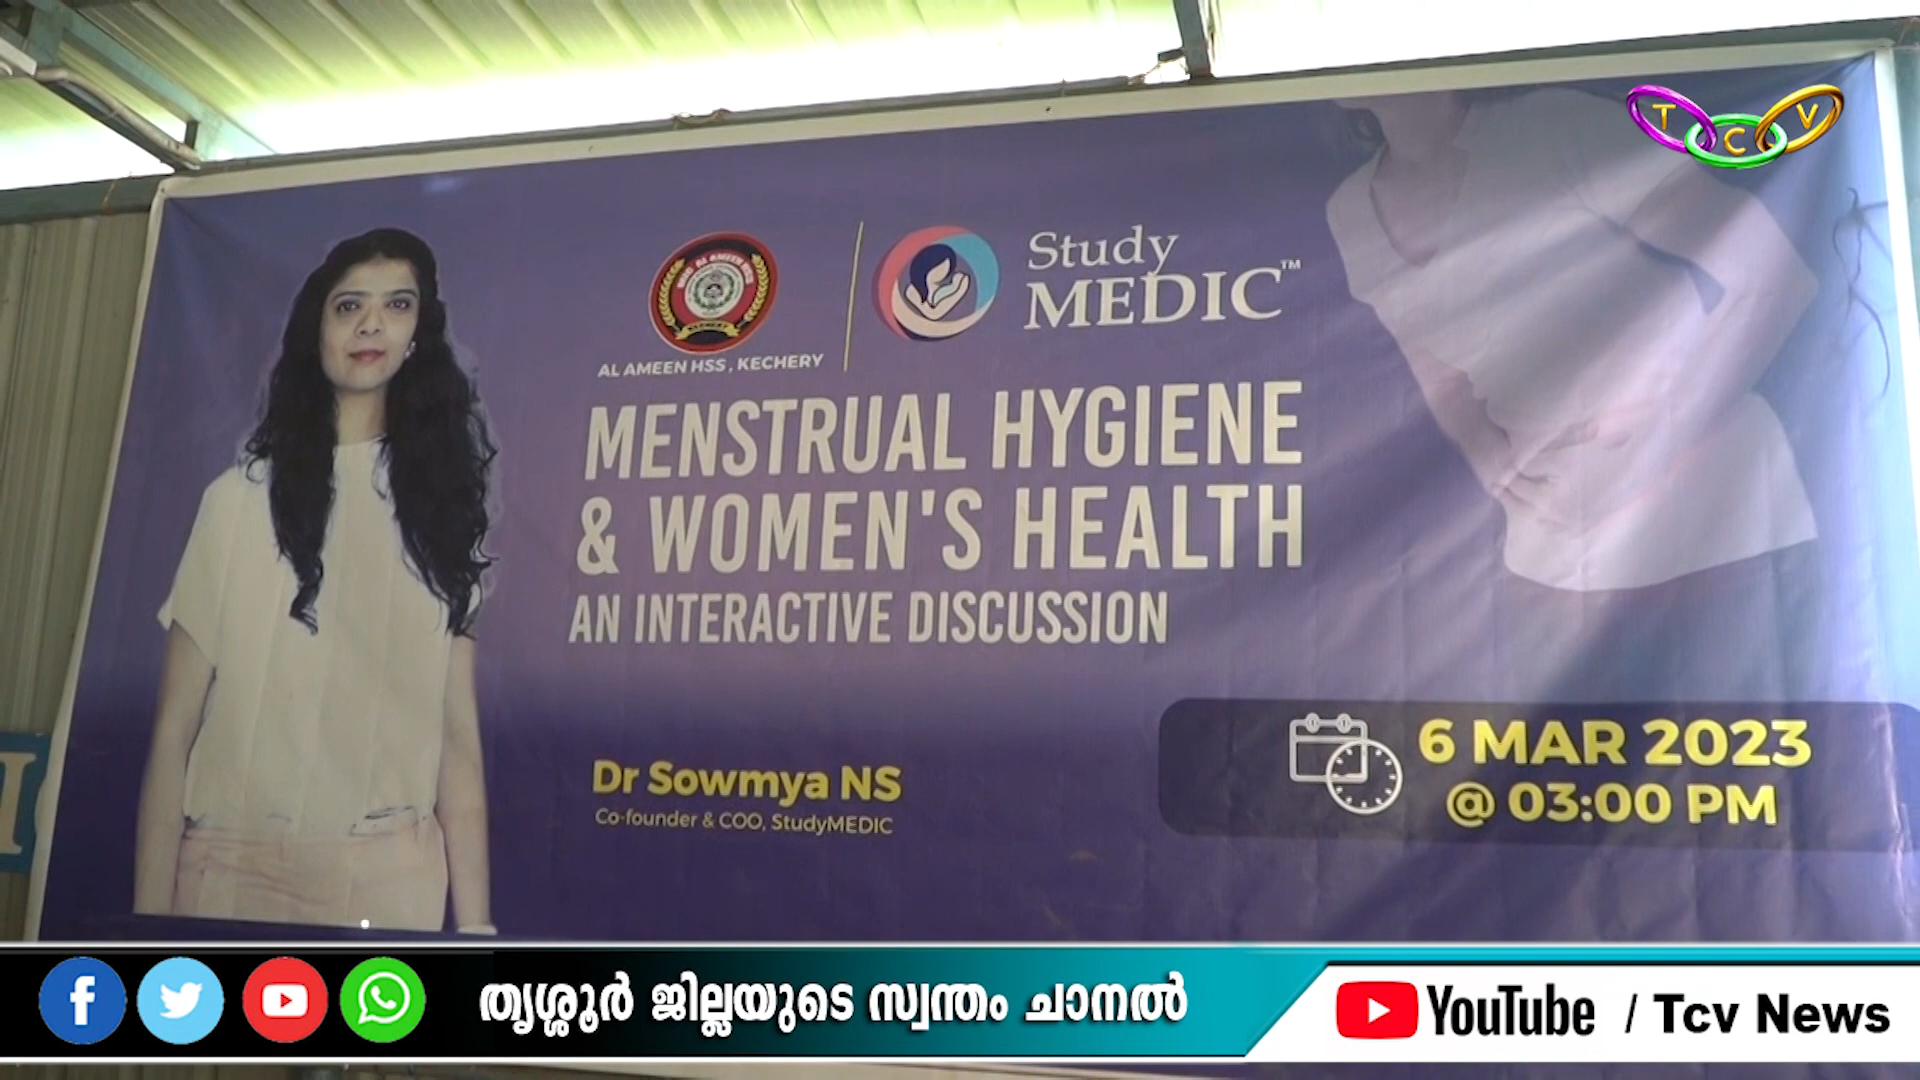 T C V
Study
MEDIC™
AL AMEEN HSS, KECHERY
MENSTRUAL HYGIENE
& WOMEN'S HEALTH
AN INTERACTIVE DISCUSSION
6 MAR 2023
@ 03:00 PM
Dr Sowmya NS
Co-founder & COO, StudyMEDIC
തൃശ്ശൂർ ജില്ലയുടെ സ്വന്തം ചാനൽ
YouTube / Tcv News